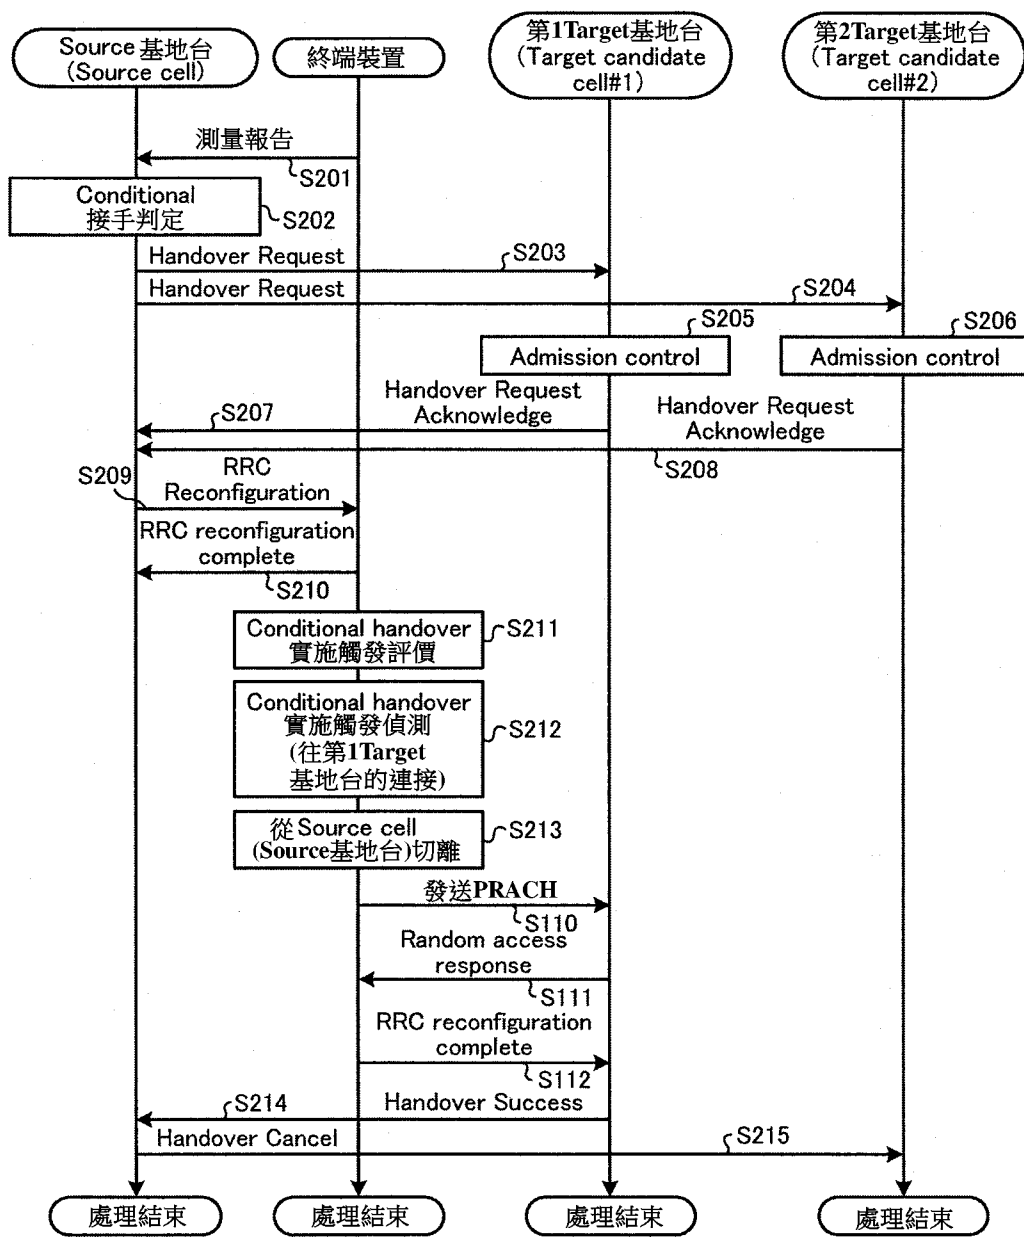 Source基地台
(Source cell)
終端裝置
第1Target基地台
(Target candidate
cell#1)
第2Target基地台
(Target candidate
cell#2)
測量報告
S201
Conditional
接手判定
S202
Handover Request
S203
Handover Request
S204
S205
Admission control
S206
Admission control
Handover Request
Acknowledge
S207
Handover Request
Acknowledge
S208
S209
RRC
Reconfiguration
RRC reconfiguration
complete
S210
Conditional handover
實施觸發評價
S211
Conditional handover
實施觸發偵測
(往第1Target
基地台的連接)
S212
從Source cell
(Source基地台)切離
S213
發送PRACH
S110
Random access
response
S111
RRC reconfiguration
complete
S112
S214
Handover Success
Handover Cancel
S215
處理結束
處理結束
處理結束
處理結束